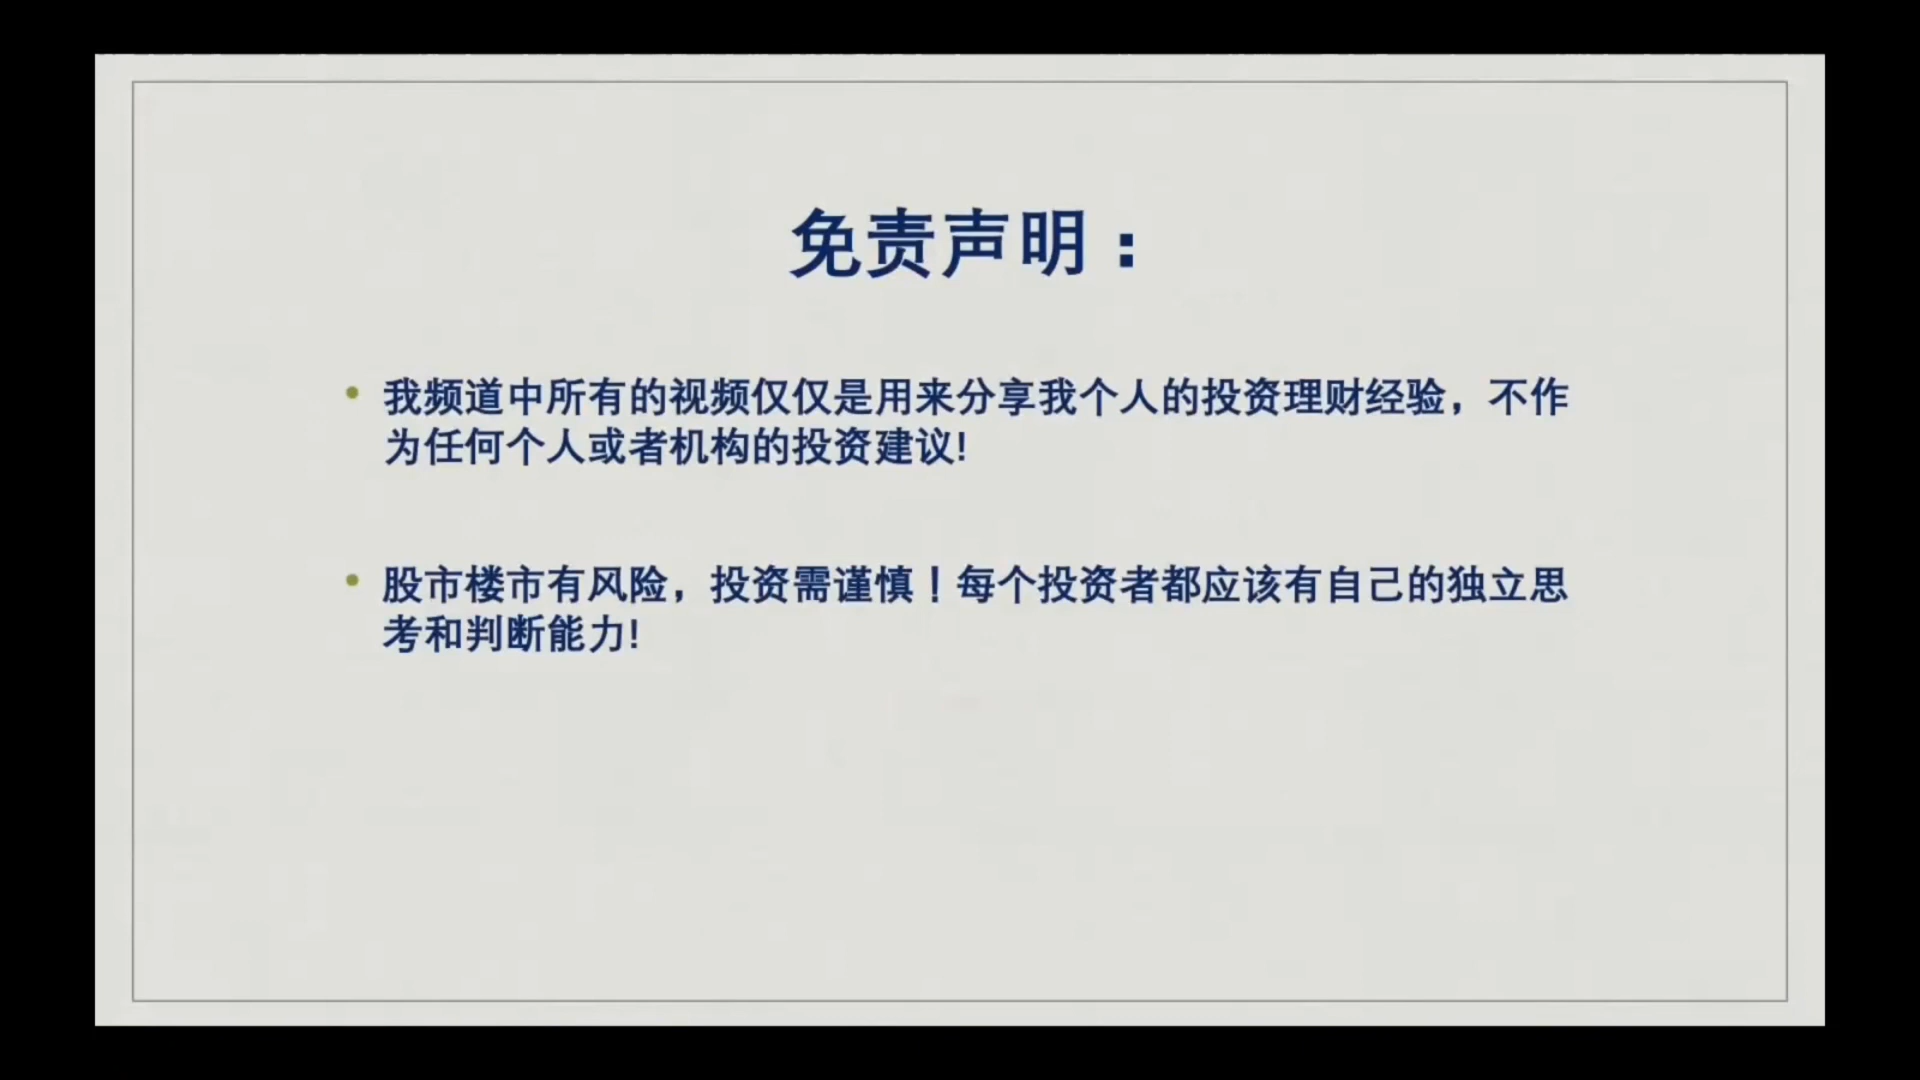 免责声明：
• 我频道中所有的视频仅仅是用来分享我个人的投资理财经验，不作
为任何个人或者机构的投资建议!
• 股市楼市有风险，投资需谨慎！每个投资者都应该有自己的独立思
考和判断能力!